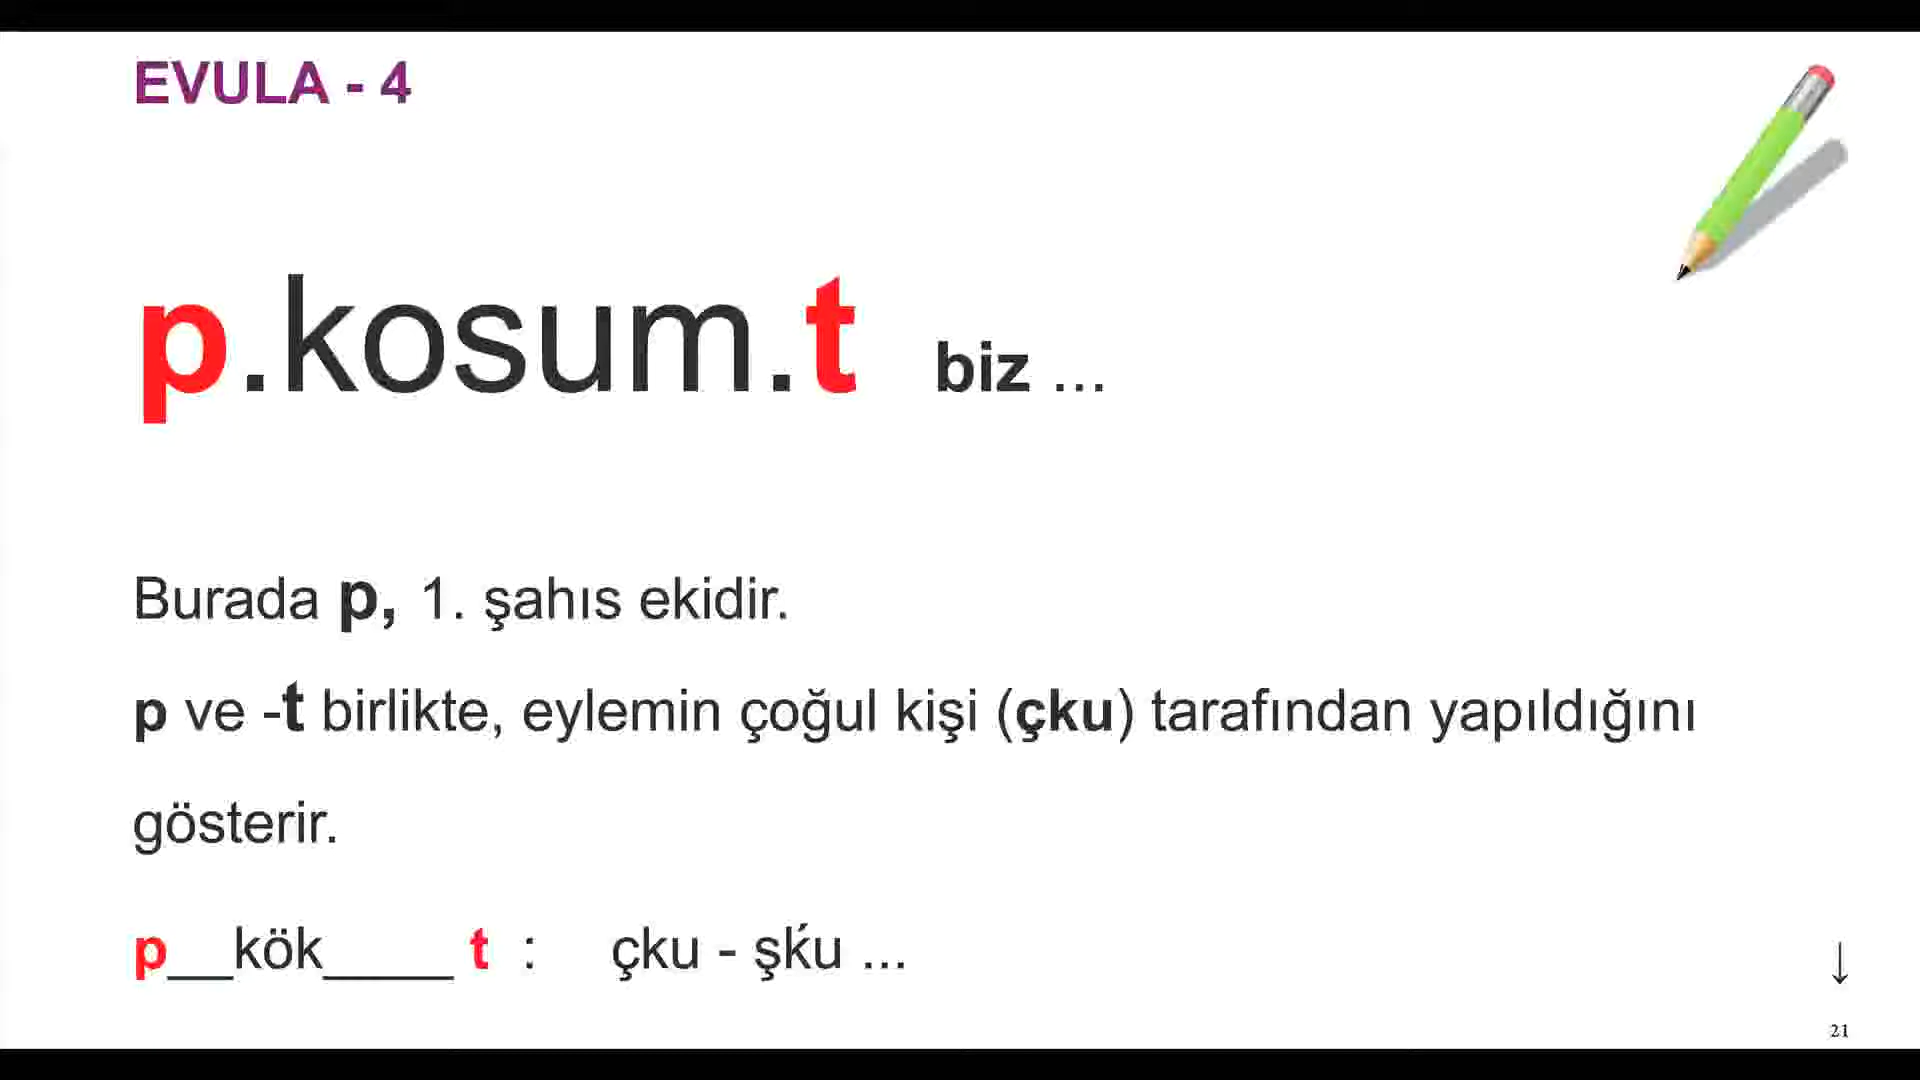 EVULA - 4
p.kosum.t biz ...
Burada p, 1. şahıs ekidir.
p ve -t birlikte, eylemin çoğul kişi (çku) tarafından yapıldığını
gösterir.
p__kök____ t : çku - şḱu ...
↓
21